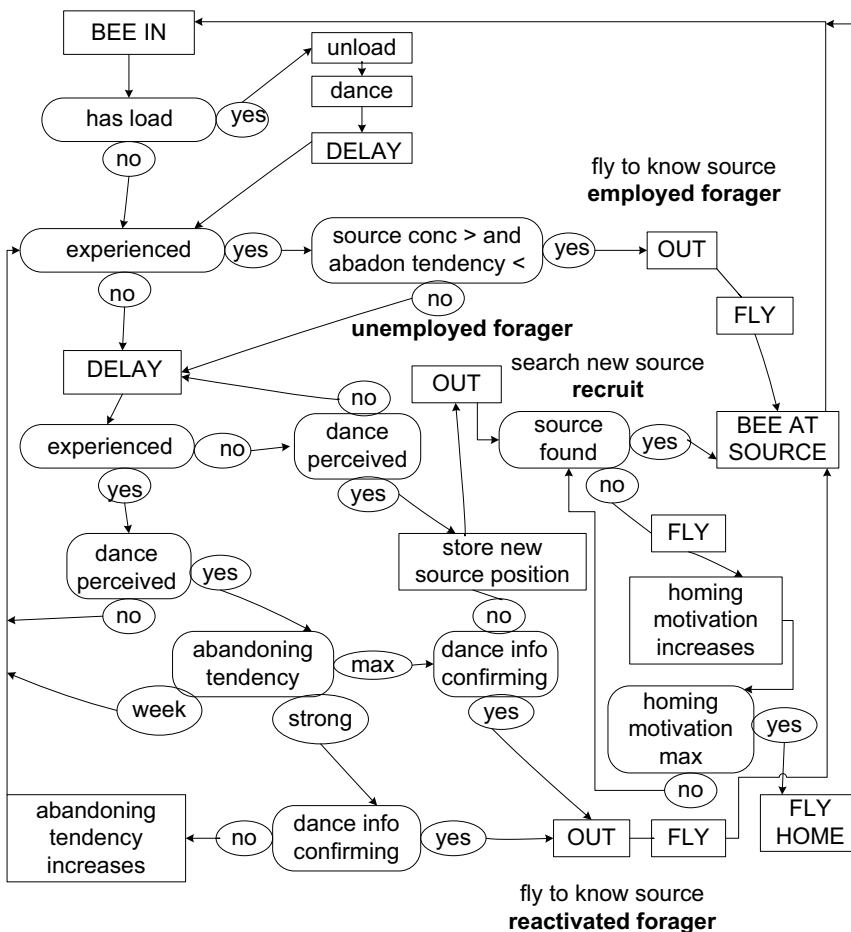 BEE IN
unload
dance
DELAY
has load
yes
no
fly to know source
employed forager
experienced
yes
source conc > and
abadon tendency <
yes
OUT
no
no
FLY
unemployed forager
DELAY
search new source
recruit
OUT
no
experienced
no
dance
perceived
source
found
yes
BEE AT
SOURCE
yes
yes
no
FLY
dance
perceived
yes
store new
source position
no
no
homing
motivation
increases
abandoning
tendency
max
dance info
confirming
week
strong
yes
homing
motivation
max
yes
no
abandoning
tendency
increases
no
dance info
confirming
yes
OUT
FLY
FLY
HOME
fly to know source
reactivated forager